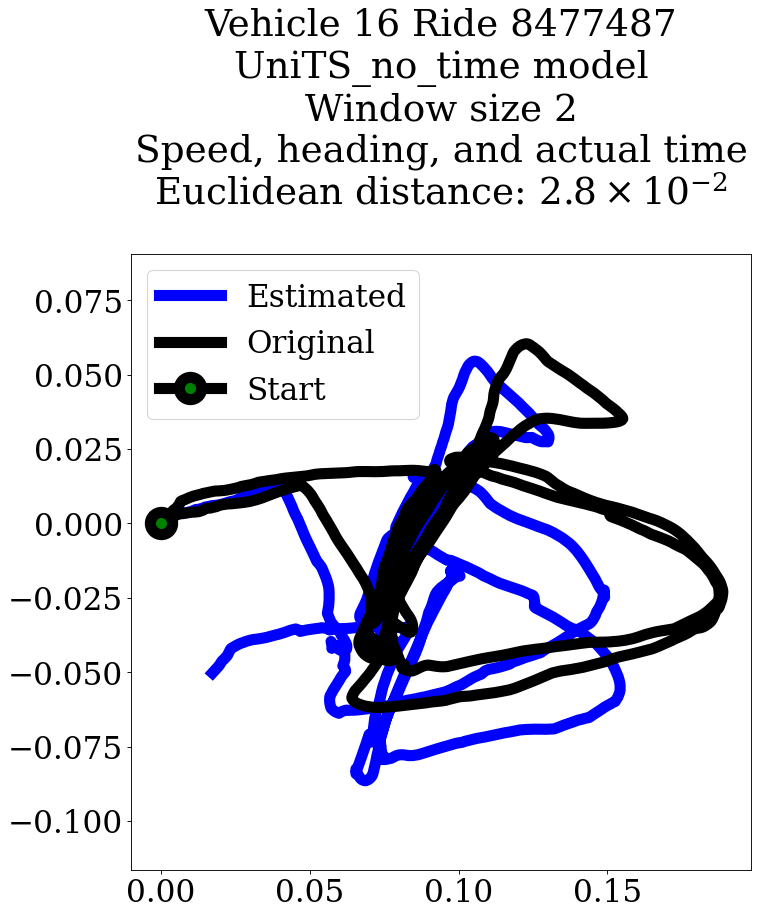 Vehicle 16 Ride 8477487
UniTS_no_time model
Window size 2
Speed, heading, and actual time
Euclidean distance: 2.8 × 10⁻²
Estimated
Original
Start
0.075
0.050
0.025
0.000
−0.025
−0.050
−0.075
−0.100
0.00 0.05 0.10 0.15